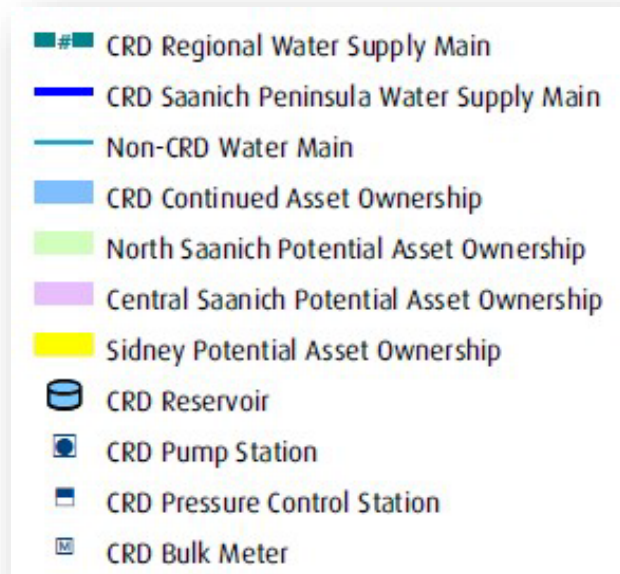 # CRD Regional Water Supply Main
CRD Saanich Peninsula Water Supply Main
Non-CRD Water Main
CRD Continued Asset Ownership
North Saanich Potential Asset Ownership
Central Saanich Potential Asset Ownership
Sidney Potential Asset Ownership
CRD Reservoir
CRD Pump Station
CRD Pressure Control Station
M CRD Bulk Meter